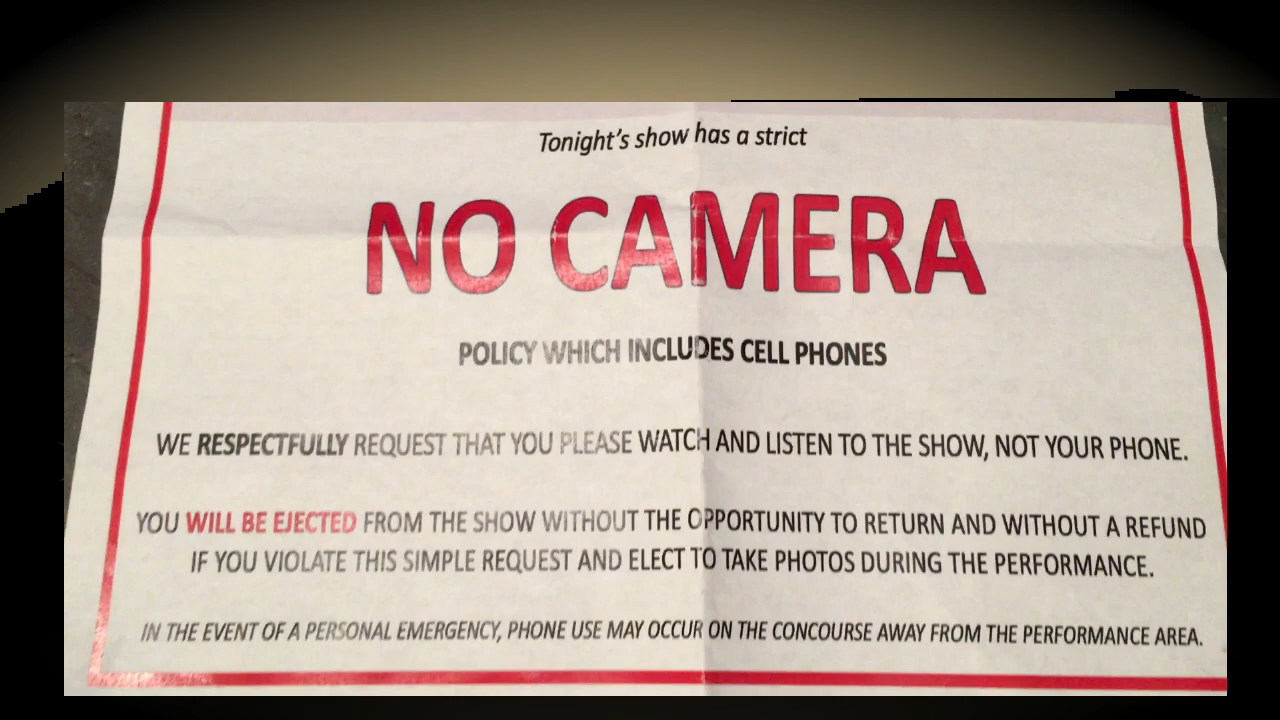 Tonight's show has a strict
NO CAMERA
POLICY WHICH INCLUDES CELL PHONES
WE RESPECTFULLY REQUEST THAT YOU PLEASE WATCH AND LISTEN TO THE SHOW, NOT YOUR PHONE.
YOU WILL BE EJECTED FROM THE SHOW WITHOUT THE OPPORTUNITY TO RETURN AND WITHOUT A REFUND
IF YOU VIOLATE THIS SIMPLE REQUEST AND ELECT TO TAKE PHOTOS DURING THE PERFORMANCE.
IN THE EVENT OF A PERSONAL EMERGENCY, PHONE USE MAY OCCUR ON THE CONCOURSE AWAY FROM THE PERFORMANCE AREA.